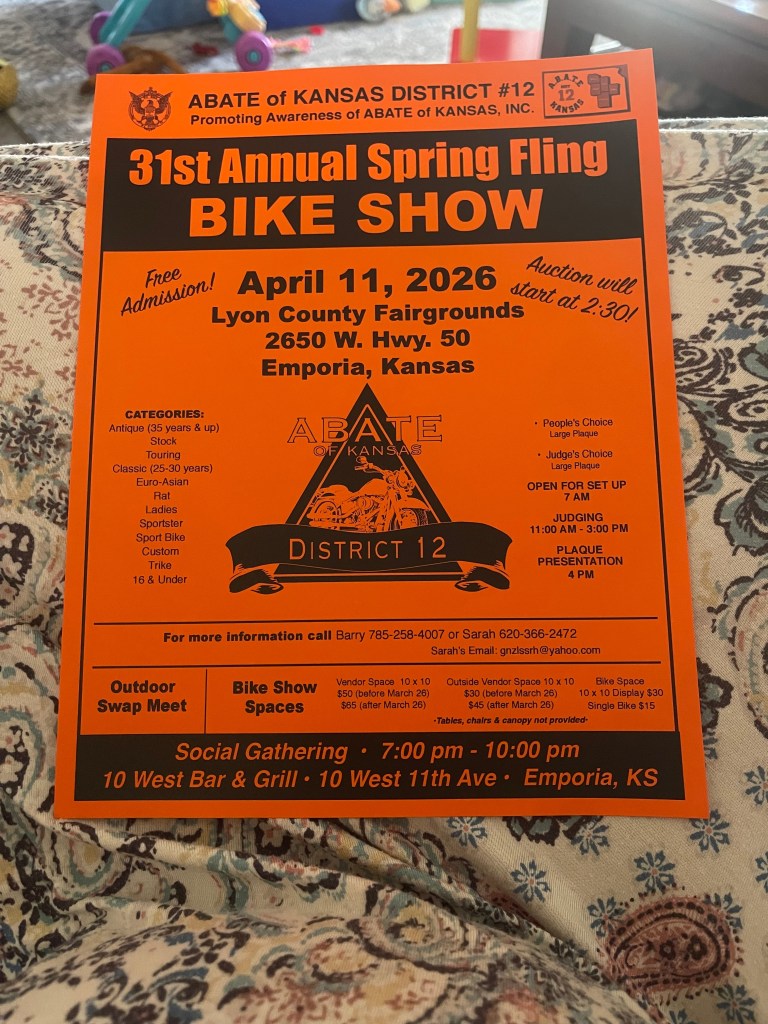 ABATE of KANSAS DISTRICT #12
Promoting Awareness of ABATE of KANSAS, INC.
A.B.A.T.E.
12
KANSAS
31st Annual Spring Fling
BIKE SHOW
Free
Admission!
April 11, 2026
Auction will
start at 2:30!
Lyon County Fairgrounds
2650 W. Hwy. 50
Emporia, Kansas
CATEGORIES:
Antique (35 years & up)
Stock
Touring
Classic (25-30 years)
Euro-Asian
Rat
Ladies
Sportster
Sport Bike
Custom
Trike
16 & Under
ABATE
OF KANSAS
DISTRICT 12
• People's Choice
Large Plaque
• Judge's Choice
Large Plaque
OPEN FOR SET UP
7 AM
JUDGING
11:00 AM - 3:00 PM
PLAQUE
PRESENTATION
4 PM
For more information call Barry 785-258-4007 or Sarah 620-366-2472
Sarah's Email: gnzlssrh@yahoo.com
Outdoor
Swap Meet
Bike Show
Spaces
Vendor Space 10 x 10
$50 (before March 26)
$65 (after March 26)
Outside Vendor Space 10 x 10
$30 (before March 26)
$45 (after March 26)
Bike Space
10 x 10 Display $30
Single Bike $15
•Tables, chairs & canopy not provided•
Social Gathering • 7:00 pm - 10:00 pm
10 West Bar & Grill • 10 West 11th Ave • Emporia, KS